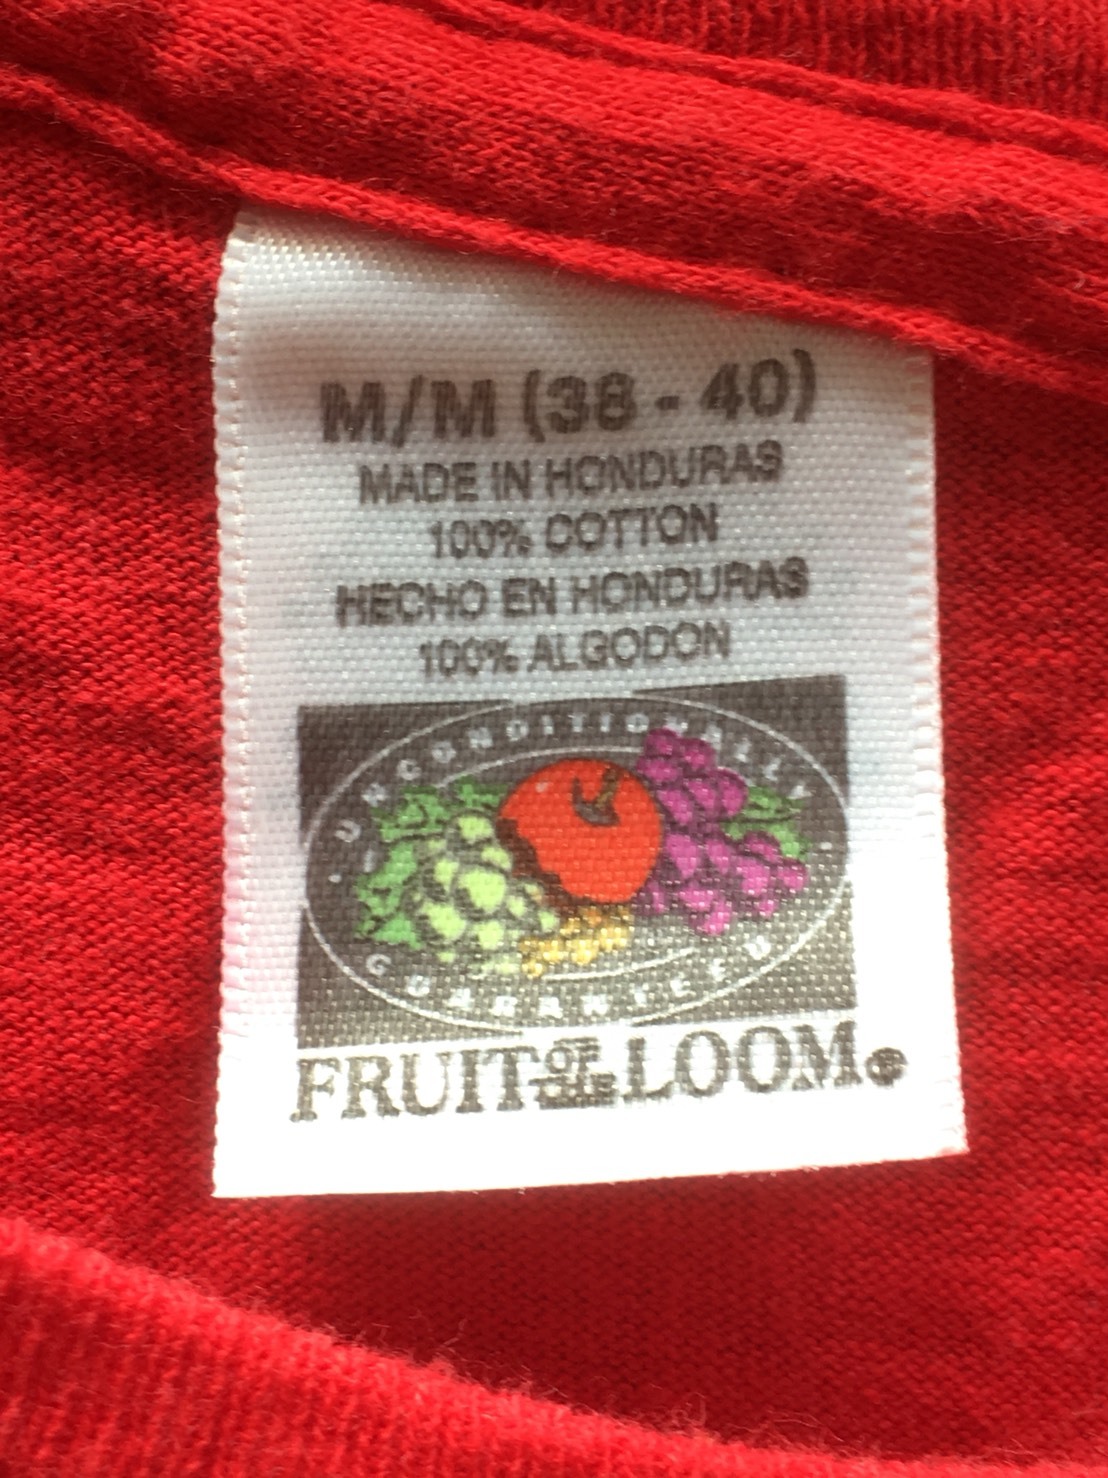 M/M (38 - 40)
MADE IN HONDURAS
100% COTTON
HECHO EN HONDURAS
100% ALGODON
UNCONDITIONALLY
GUARANTEED
FRUIT OF THE LOOM®